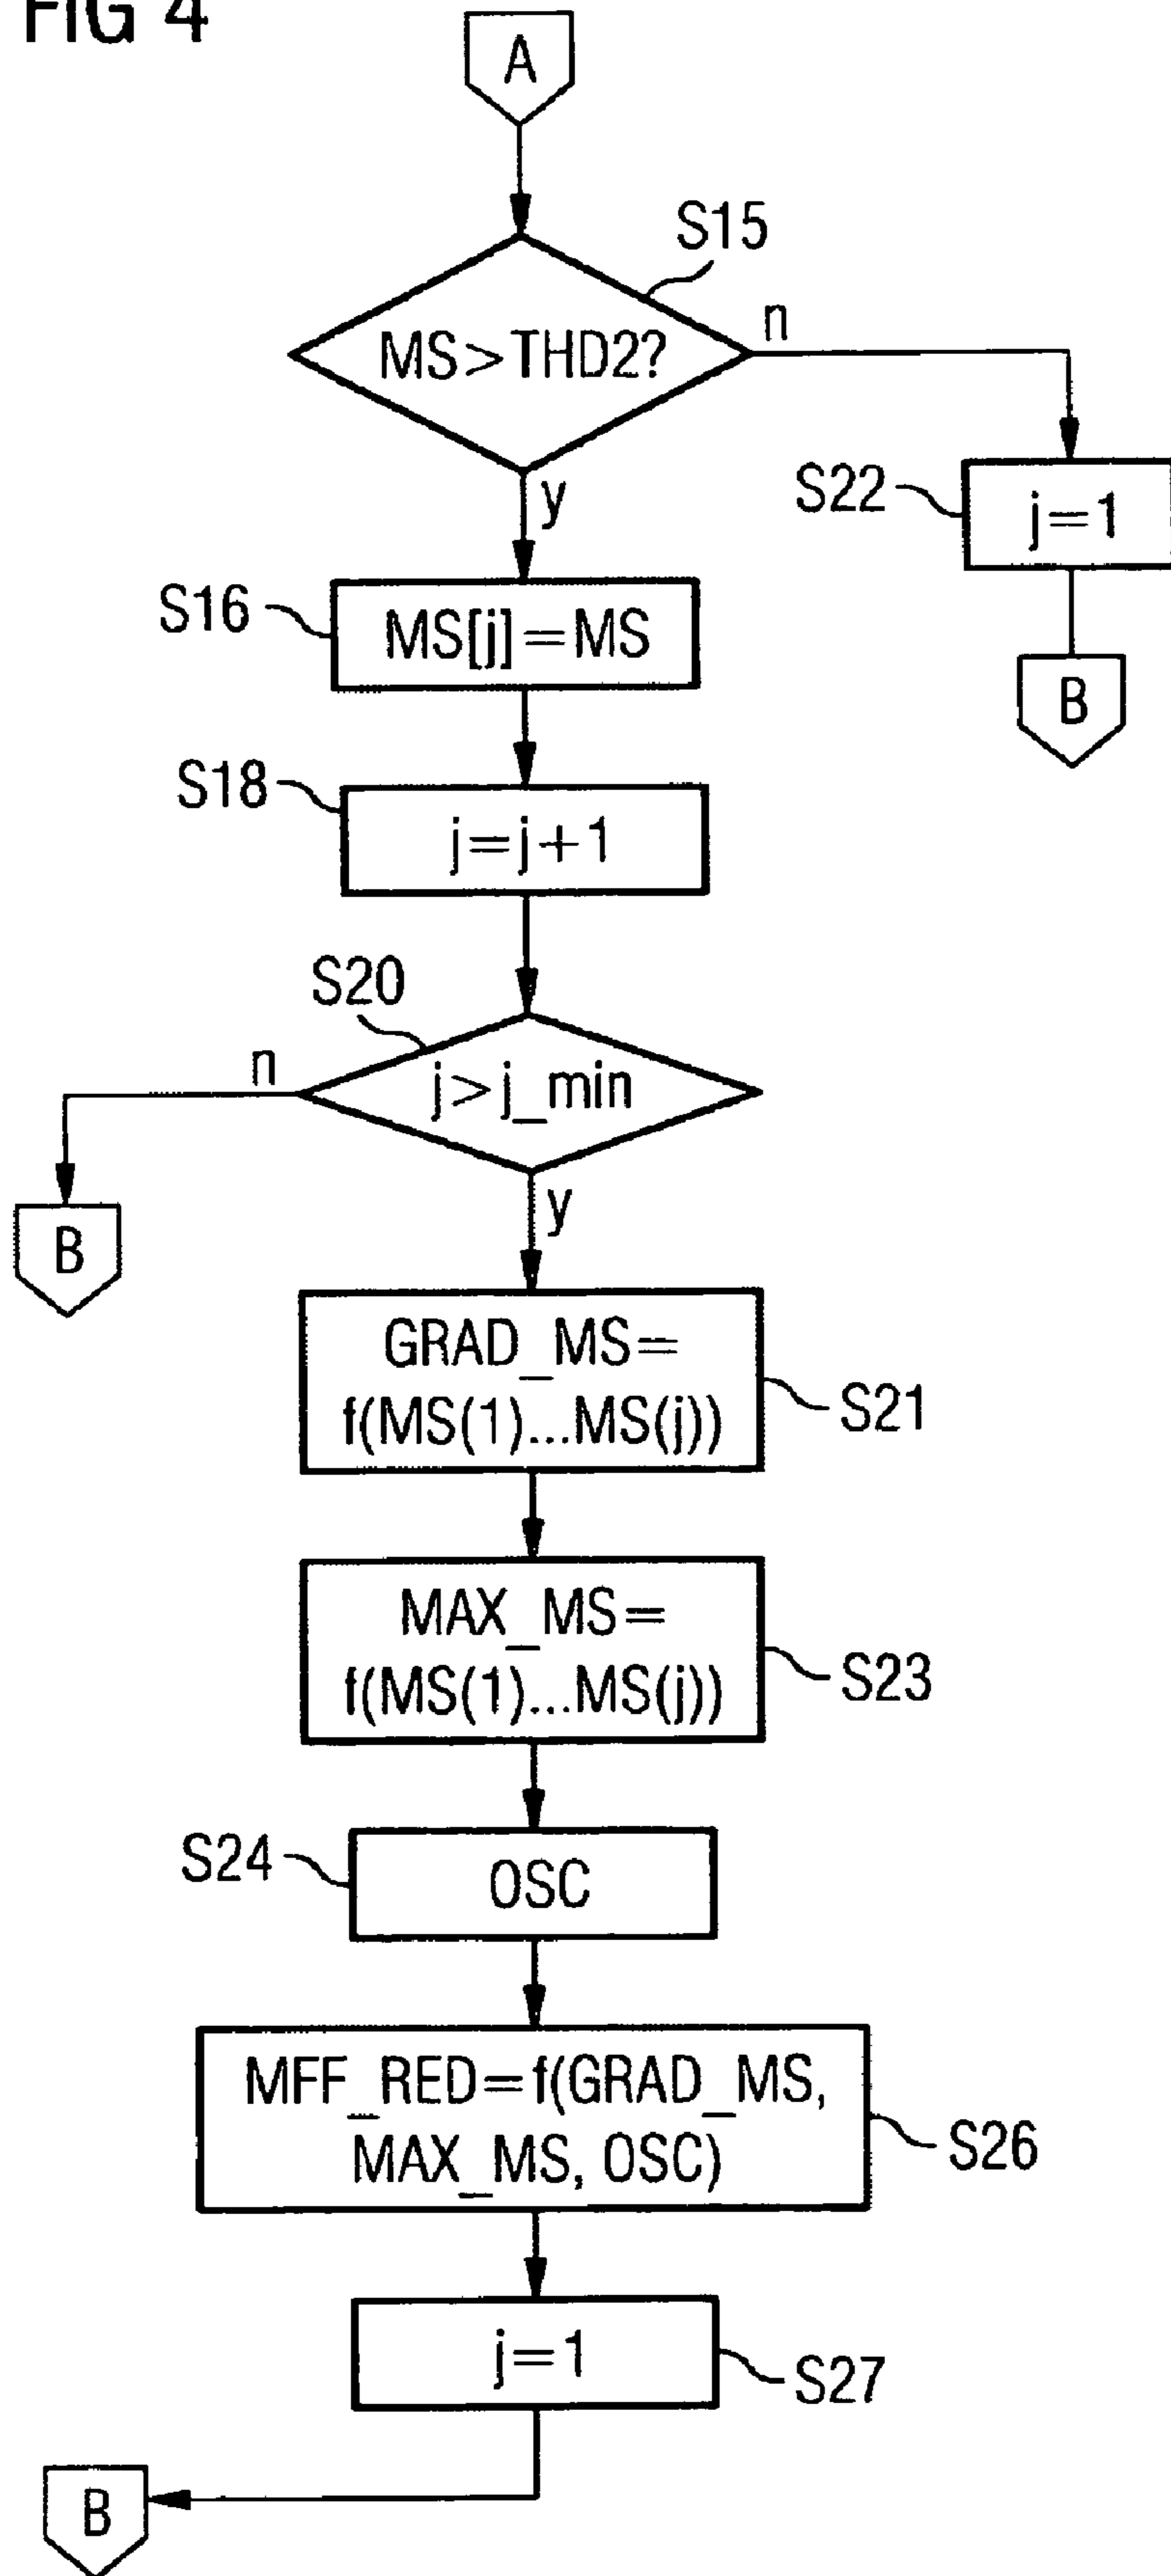 FIG 4
A
S15
MS>THD2?
n
y
S22
j=1
B
S16
MS[j]=MS
S18
j=j+1
S20
n
j>j_min
B
y
GRAD_MS=
f(MS(1)...MS(j))
S21
MAX_MS=
f(MS(1)...MS(j))
S23
S24
OSC
MFF_RED=f(GRAD_MS,
MAX_MS, OSC)
S26
j=1
S27
B